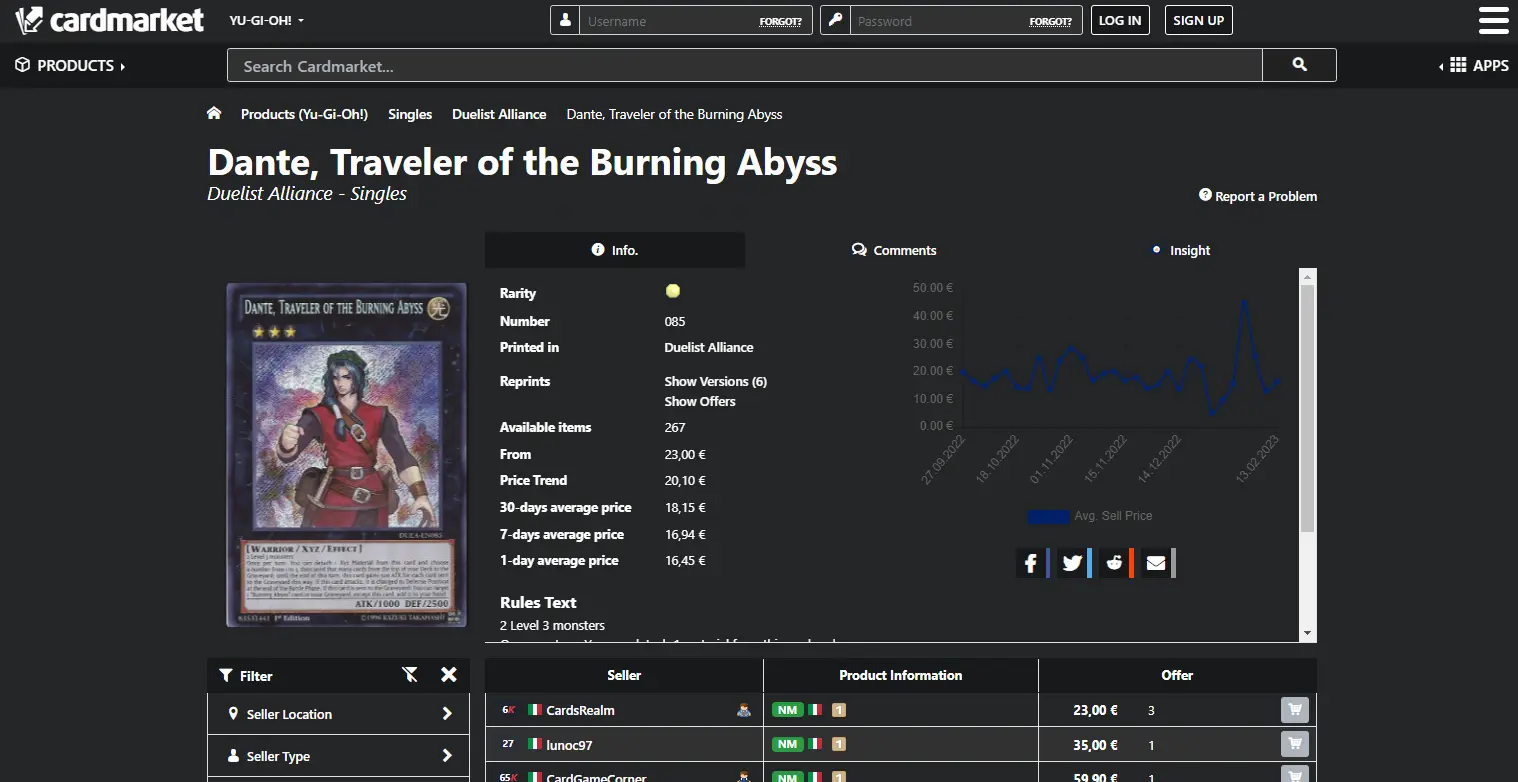 cardmarket
YU-GI-OH!
Username
FORGOT?
Password
FORGOT?
LOG IN
SIGN UP
PRODUCTS
Search Cardmarket...
APPS
Products (Yu-Gi-Oh!)
Singles
Duelist Alliance
Dante, Traveler of the Burning Abyss
Dante, Traveler of the Burning Abyss
Duelist Alliance - Singles
Report a Problem
Info.
Comments
Insight
DANTE, TRAVELER OF THE BURNING ABYSS
光
DUEA-EN085
[WARRIOR/XYZ/EFFECT]
2 Level 3 monsters
ATK/1000 DEF/2500
1st Edition
©1996 KAZUKI TAKAHASHI
Rarity
Number 085
Printed in Duelist Alliance
Reprints Show Versions (6)
Show Offers
Available items 267
From 23,00 €
Price Trend 20,10 €
30-days average price 18,15 €
7-days average price 16,94 €
1-day average price 16,45 €
Rules Text
2 Level 3 monsters
50.00 €
40.00 €
30.00 €
20.00 €
10.00 €
0.00 €
27.09.2022
18.10.2022
01.11.2022
15.11.2022
14.12.2022
13.02.2023
Avg. Sell Price
Filter
Seller Location
Seller Type
Seller Product Information Offer
6K CardsRealm NM 1 23,00 € 3
27 lunoc97 NM 1 35,00 € 1
65K CardGameCorner NM 1 59,90 € 1